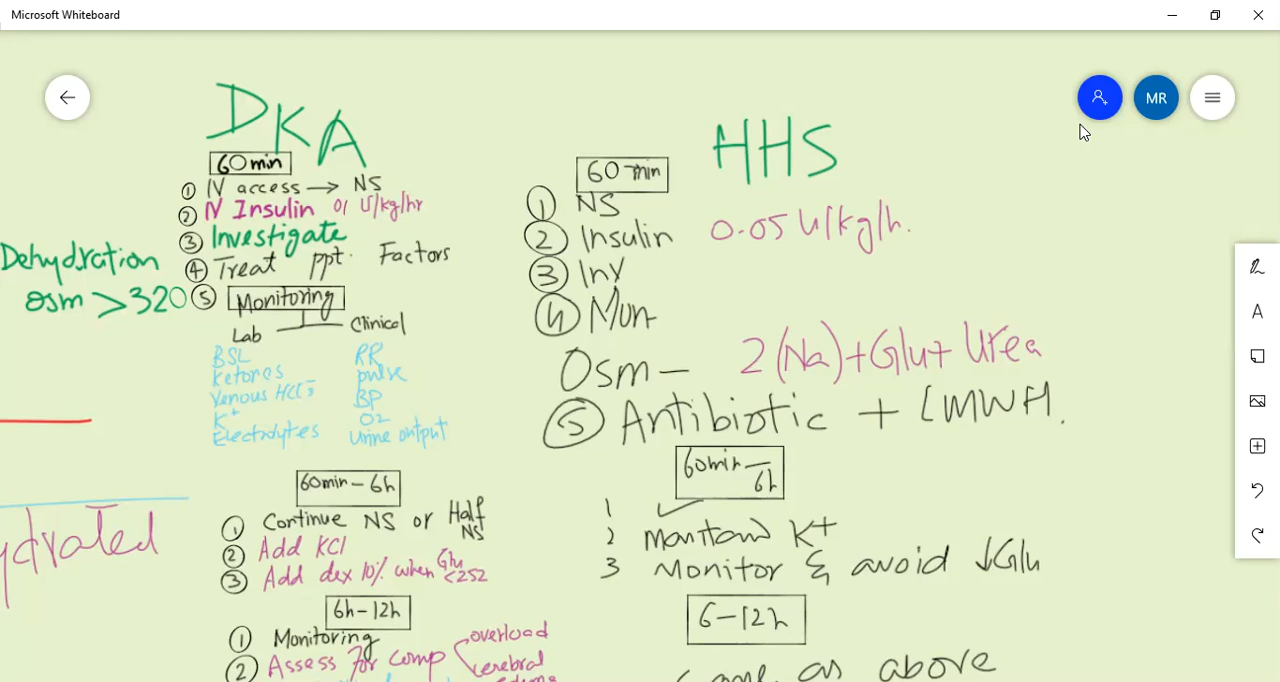 Microsoft Whiteboard
MR
DKA
60 min
① IV access → NS
② IV Insulin 01 U/kg/hr
③ Investigate
④ Treat ppt. Factors
⑤ Monitoring
Lab Clinical
BSL RR
Ketones pulse
Venous HCO3 BP
K+ O2
Electrolytes Urine output
60min – 6h
① Continue NS or Half NS
② Add KCl
③ Add dex 10% when Glu <252
6h – 12h
① Monitoring
② Assess for comp overload
cerebral
Dehydration
Osm > 320
ydrated
HHS
60 min
① NS
② Insulin 0.05 U/kg/h.
③ Inv
④ Mon
Osm – 2(Na)+Glu+ Urea
⑤ Antibiotic + LMWH.
60min – 6h
1 ✓
2 Maintain K+
3 Monitor & avoid ↓Glu
6 – 12h
Same as above